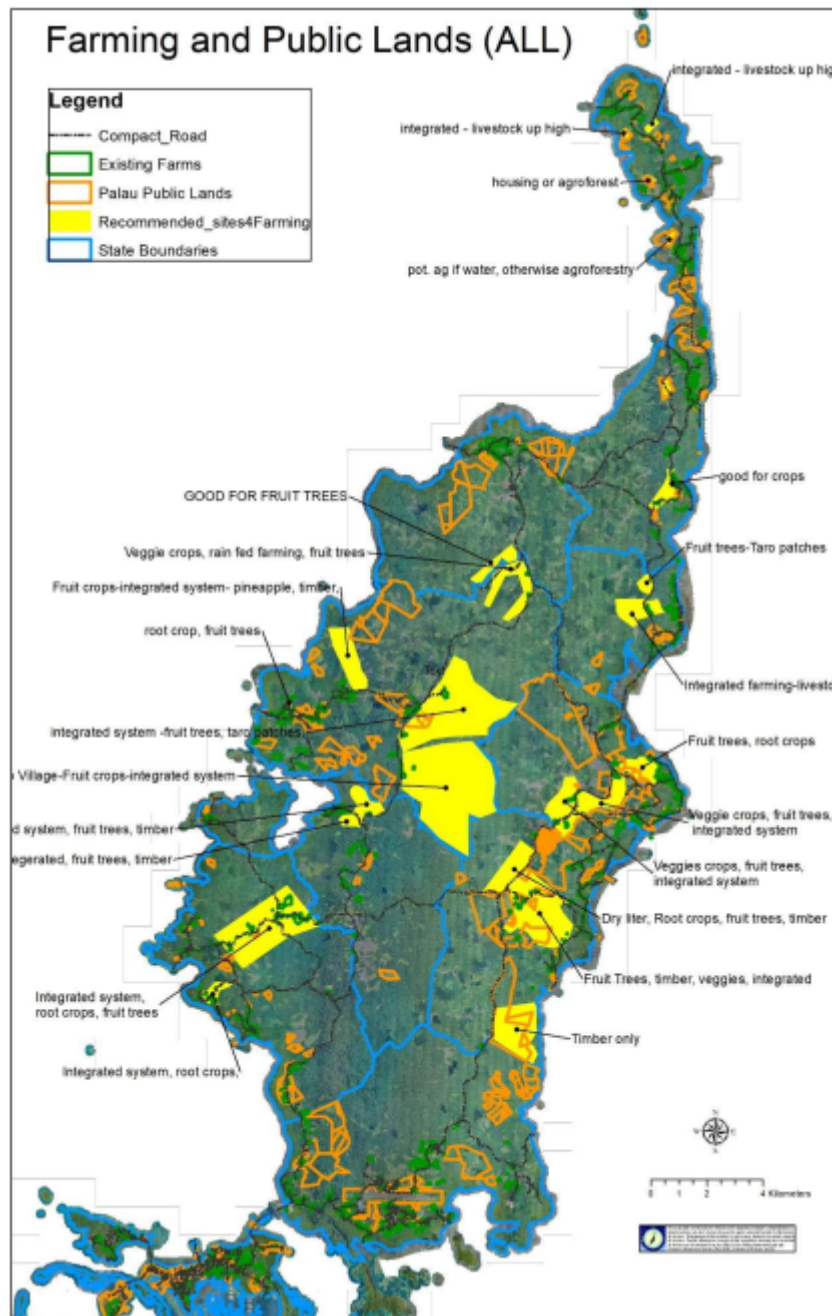 Farming and Public Lands (ALL)
Legend
Compact_Road
Existing Farms
Palau Public Lands
Recommended_sites4Farming
State Boundaries
integrated - livestock up hig
integrated - livestock up high
housing or agroforest
pot. ag if water, otherwise agroforestry
good for crops
GOOD FOR FRUIT TREES
Veggie crops, rain fed farming, fruit trees
Fruit trees-Taro patches
Fruit crops-integrated system- pineapple, timber,
root crop, fruit trees
Integrated farming-livesto
Integrated system -fruit trees, taro patches
Fruit trees, root crops
Village-Fruit crops-integrated system
d system, fruit trees, timber
Veggie crops, fruit trees,
integrated system
egerated, fruit trees, timber
Veggies crops, fruit trees,
integrated system
Dry liter, Root crops, fruit trees, timber
Fruit Trees, timber, veggies, integrated
Integrated system,
root crops, fruit trees
Timber only
Integrated system, root crops,
N
W E
S
0 1 2 4 Kilometers